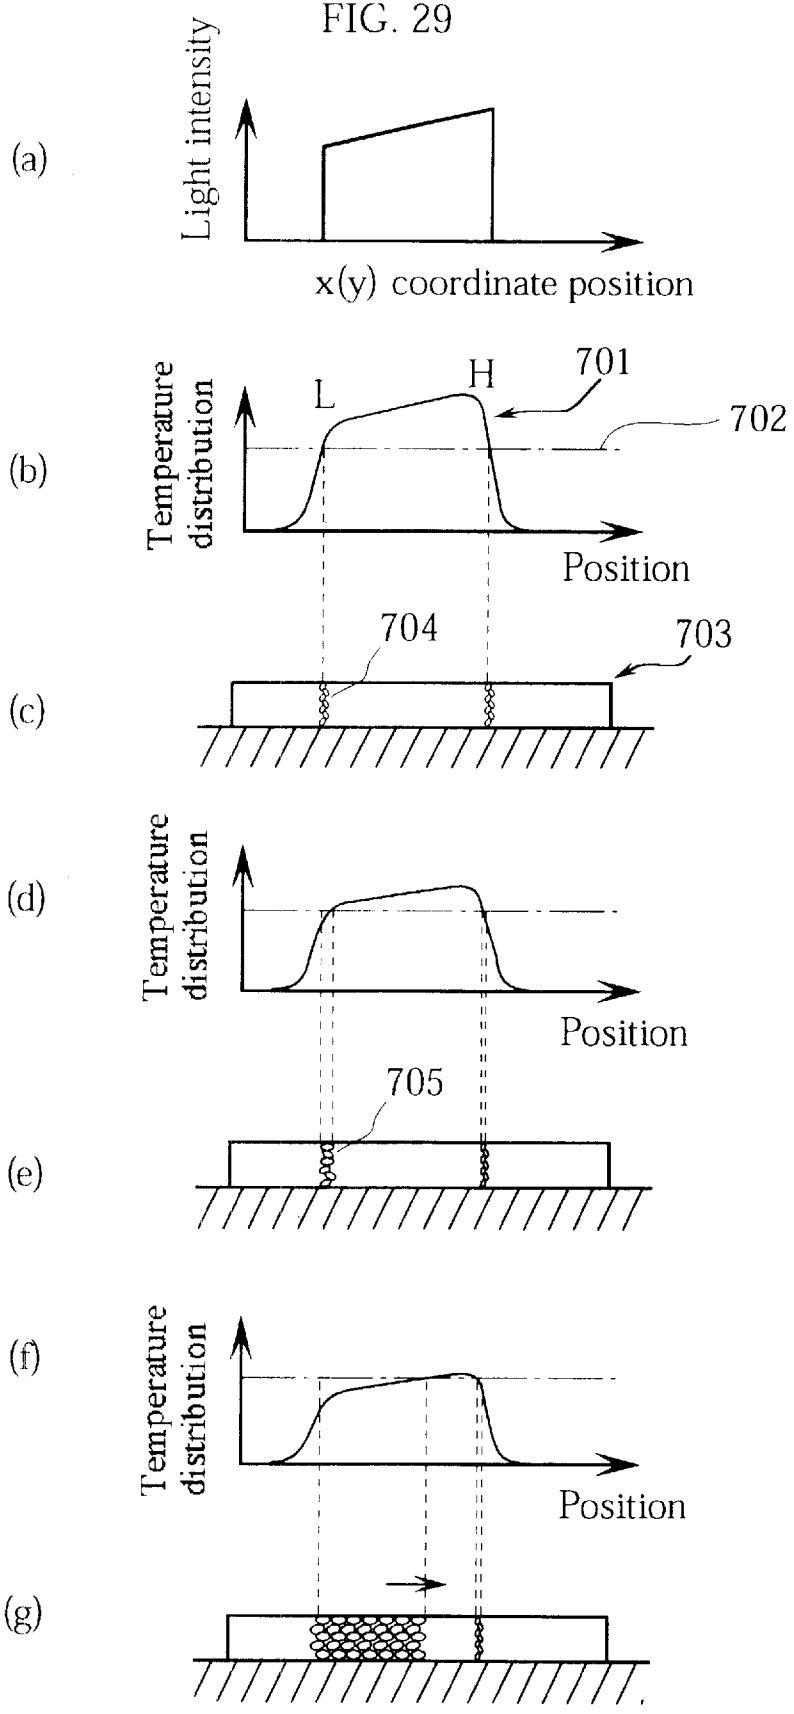 FIG. 29
(a)
Light intensity
x(y) coordinate position
(b)
Temperature
distribution
L
H
701
702
Position
(c)
704
703
(d)
Temperature
distribution
Position
(e)
705
(f)
Temperature
distribution
Position
(g)